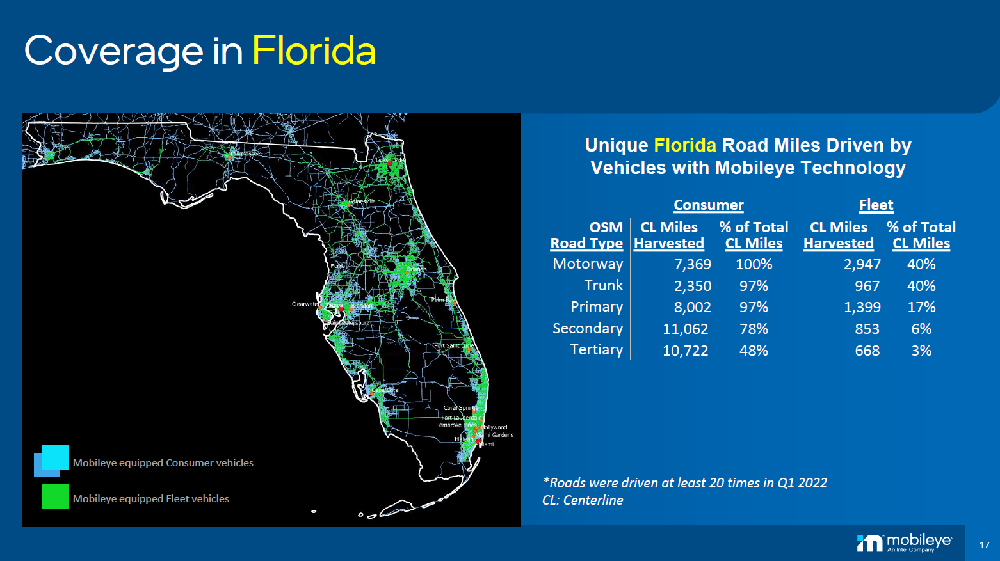 Coverage in Florida
Unique Florida Road Miles Driven by
Vehicles with Mobileye Technology
Consumer Fleet
OSM CL Miles % of Total CL Miles % of Total
Road Type Harvested CL Miles Harvested CL Miles
Motorway 7,369 100% 2,947 40%
Trunk 2,350 97% 967 40%
Primary 8,002 97% 1,399 17%
Secondary 11,062 78% 853 6%
Tertiary 10,722 48% 668 3%
*Roads were driven at least 20 times in Q1 2022
CL: Centerline
Tallahassee
Jacksonville
Gainesville
Florida
Orlando
Clearwater
Tampa
Brandon
Palm Bay
Saint Petersburg
Port Saint Lucie
Cape Coral
Coral Springs
Fort Lauderdale
Pembroke Pines
Hollywood
Miami Gardens
Hialeah
Miami
Mobileye equipped Consumer vehicles
Mobileye equipped Fleet vehicles
mobileye
An Intel Company
17